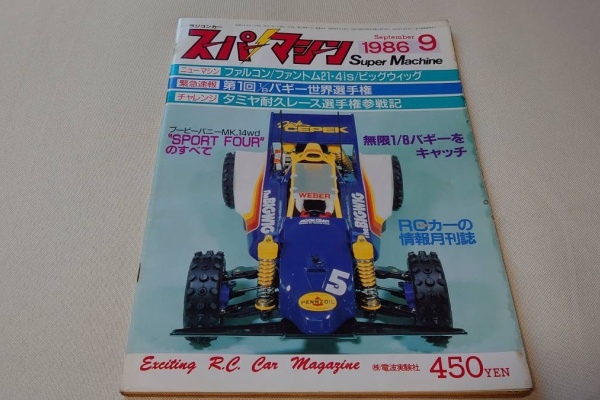 ラジコンカー
September
スーパーマシン
1986 9
Super Machine
ニューマシン ファルコン/ファントム21・4is/ビッグウィッグ
緊急速報 第1回1/8バギー世界選手権
チャレンジ タミヤ耐久レース選手権参戦記
ブービーバニーMK.1 4wd
"SPORT FOUR"
のすべて
無限1/8バギーを
キャッチ
CEPEK
WEBER
BIGWIG
BIGWIG
RCカーの
情報月刊誌
5
PENNZOIL
Exciting R.C. Car Magazine
㈱電波実験社
450YEN